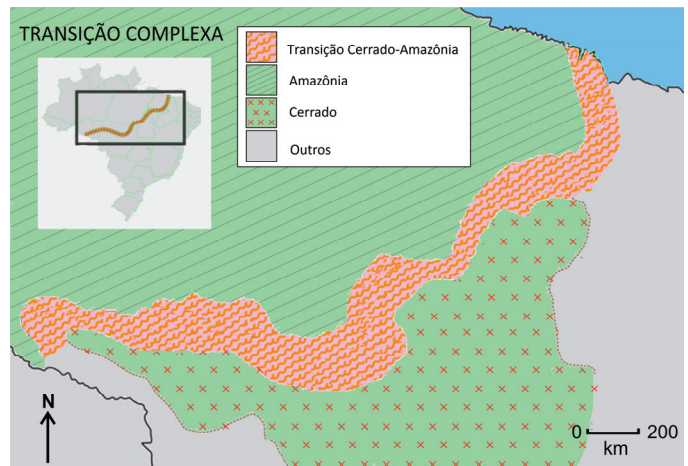 TRANSIÇÃO COMPLEXA
Transição Cerrado-Amazônia
Amazônia
Cerrado
Outros
N
0 200
km